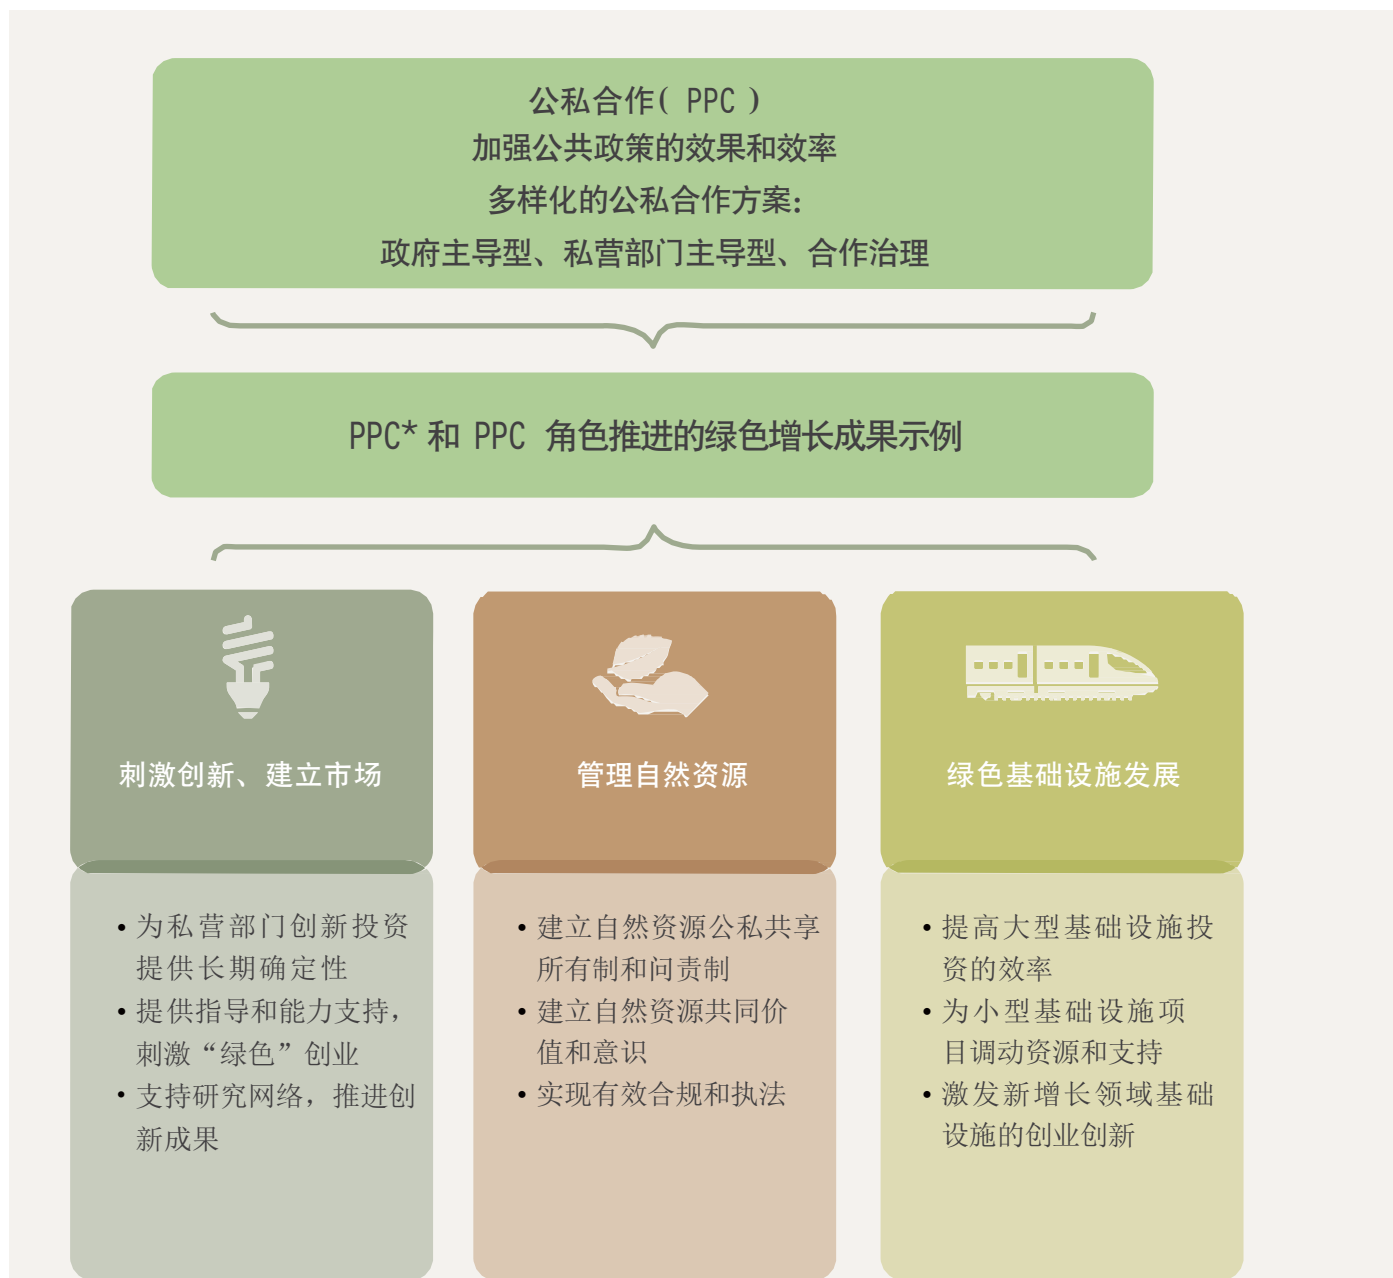 公私合作( PPC )
加强公共政策的效果和效率
多样化的公私合作方案:
政府主导型、私营部门主导型、合作治理
PPC* 和 PPC 角色推进的绿色增长成果示例
刺激创新、建立市场
• 为私营部门创新投资
提供长期确定性
• 提供指导和能力支持，
刺激“绿色”创业
• 支持研究网络，推进创
新成果
管理自然资源
• 建立自然资源公私共享
所有制和问责制
• 建立自然资源共同价
值和意识
• 实现有效合规和执法
绿色基础设施发展
• 提高大型基础设施投
资的效率
• 为小型基础设施项
目调动资源和支持
• 激发新增长领域基础
设施的创业创新